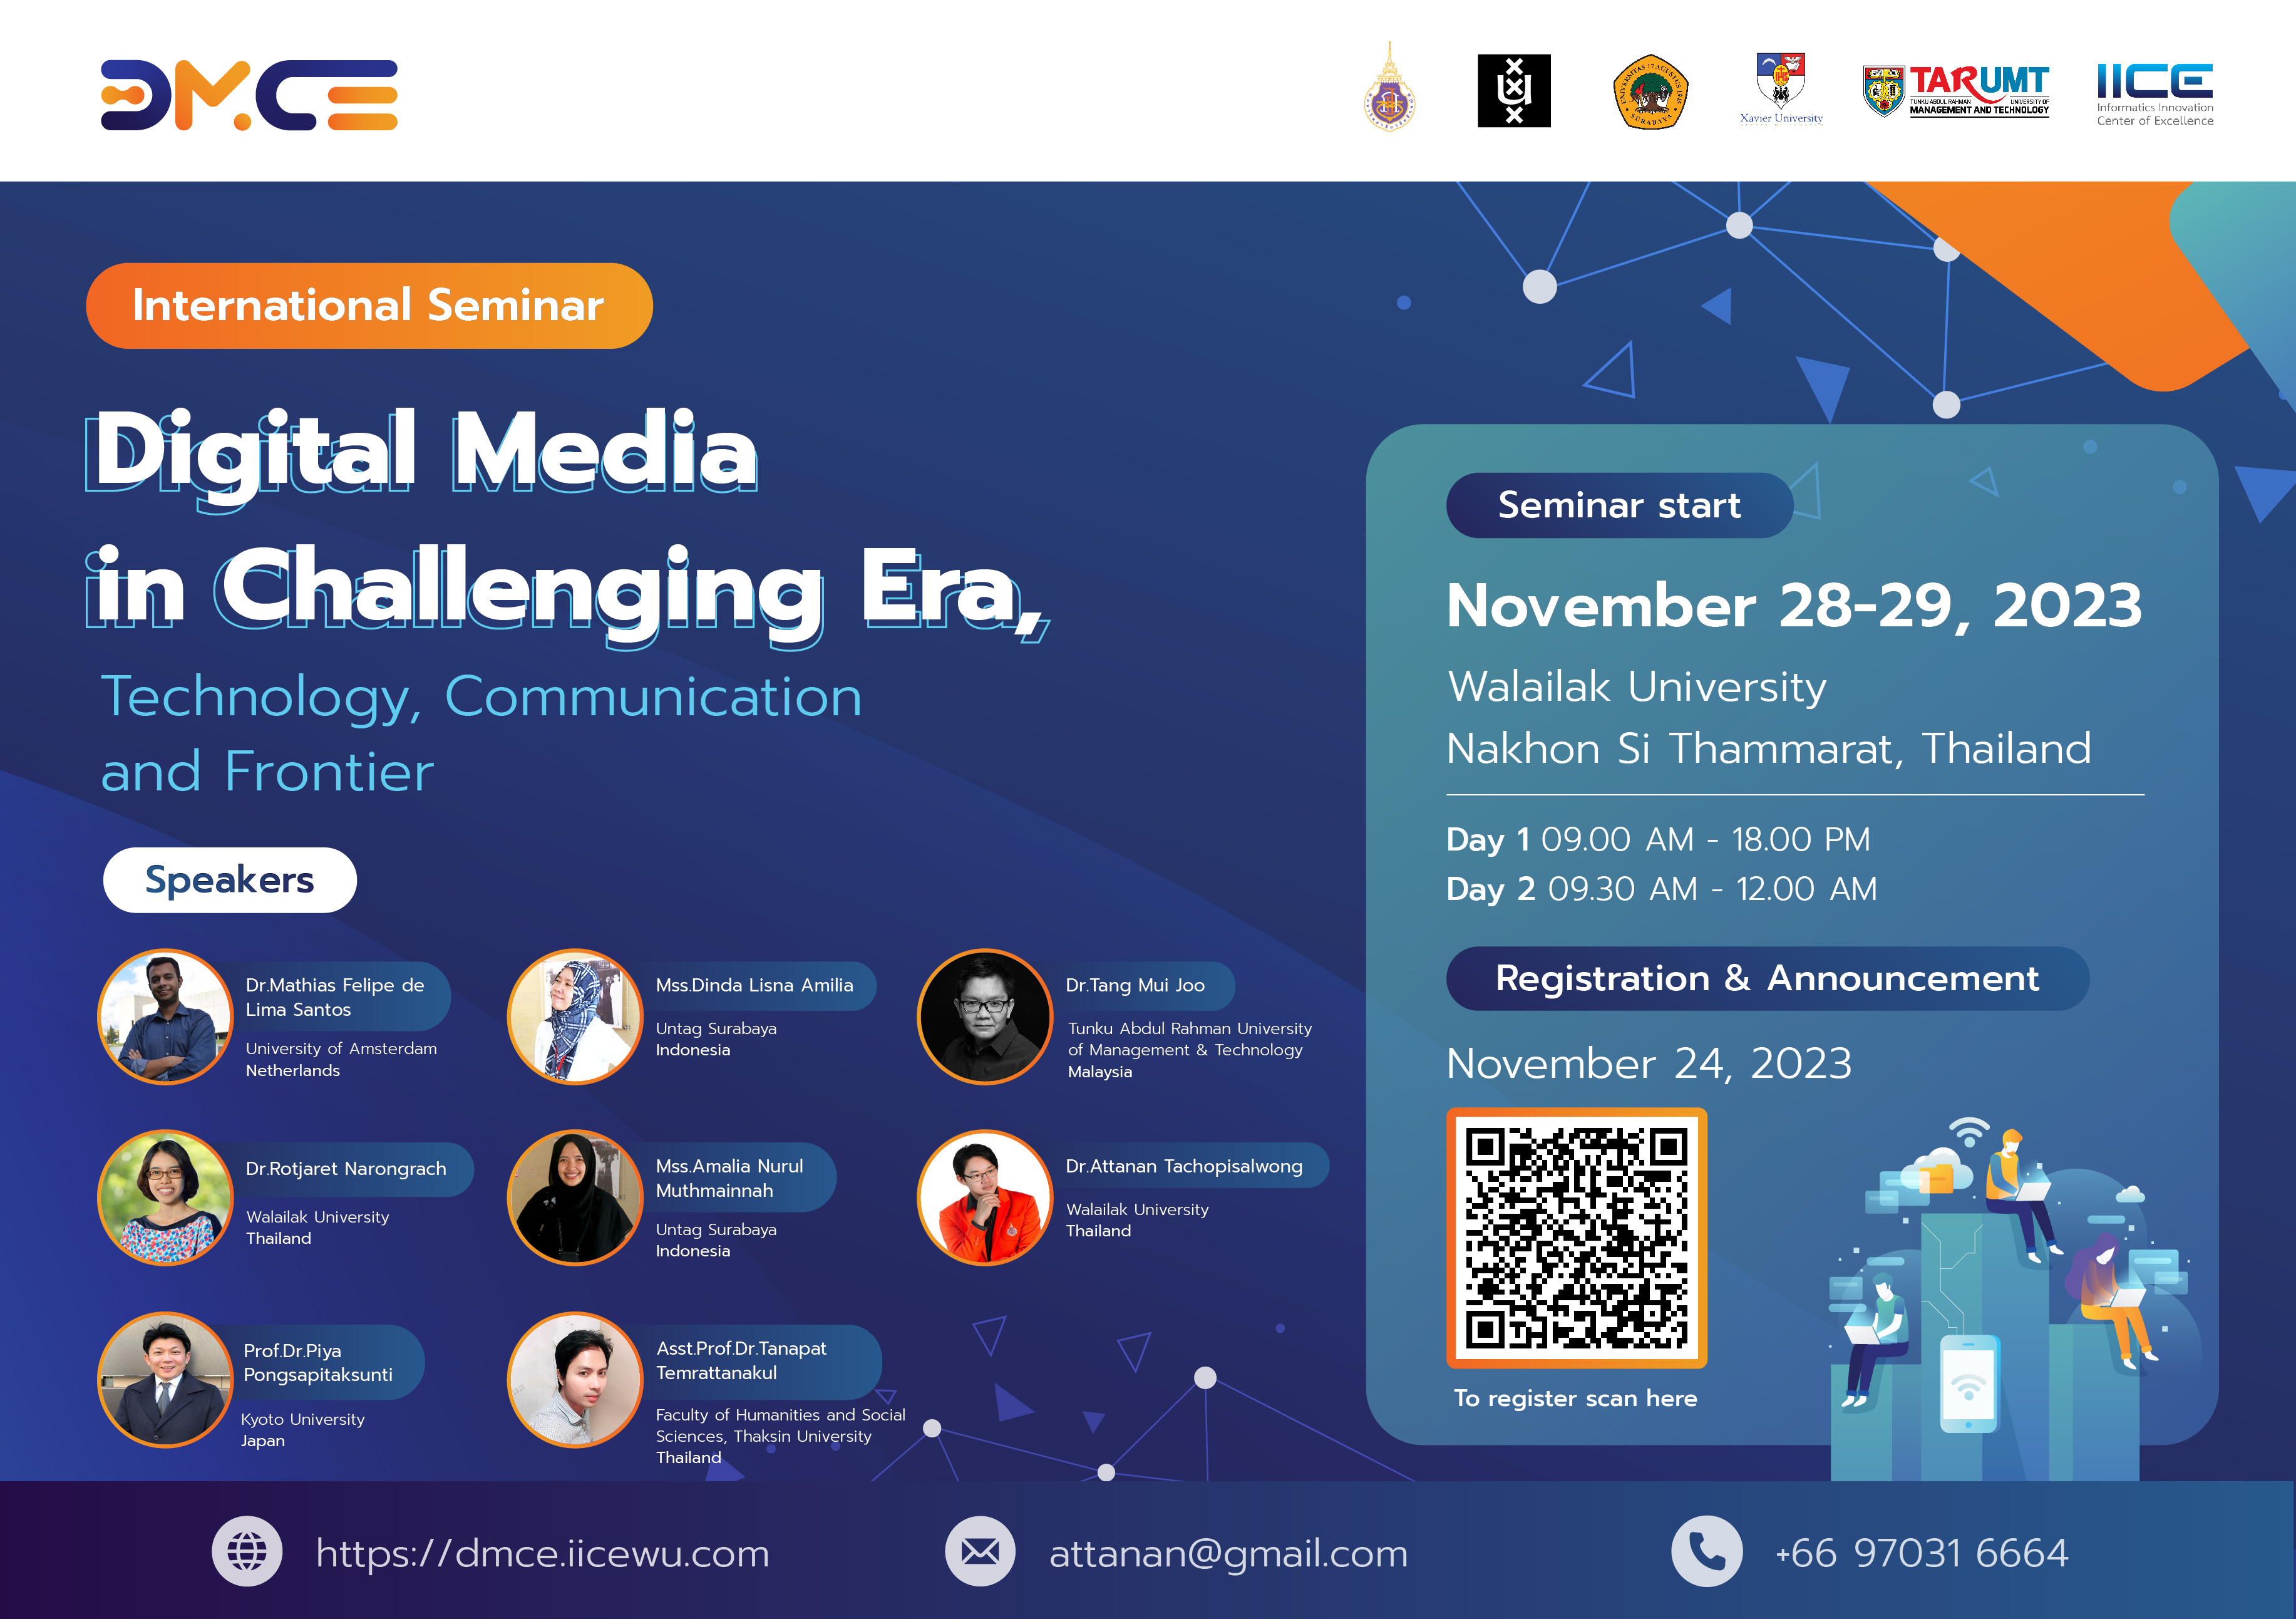 DMCE
UNIVERSITAS 17 AGUSTUS 1945
SURABAYA
Xavier University
TARUMT
TUNKU ABDUL RAHMAN UNIVERSITY OF
MANAGEMENT AND TECHNOLOGY
IICE
Informatics Innovation
Center of Excellence
International Seminar
Digital Media
in Challenging Era,
Technology, Communication
and Frontier
Speakers
Dr.Mathias Felipe de
Lima Santos
University of Amsterdam
Netherlands
Mss.Dinda Lisna Amilia
Untag Surabaya
Indonesia
Dr.Tang Mui Joo
Tunku Abdul Rahman University
of Management & Technology
Malaysia
Dr.Rotjaret Narongrach
Walailak University
Thailand
Mss.Amalia Nurul
Muthmainnah
Untag Surabaya
Indonesia
Dr.Attanan Tachopisalwong
Walailak University
Thailand
Prof.Dr.Piya
Pongsapitaksunti
Kyoto University
Japan
Asst.Prof.Dr.Tanapat
Temrattanakul
Faculty of Humanities and Social
Sciences, Thaksin University
Thailand
Seminar start
November 28-29, 2023
Walailak University
Nakhon Si Thammarat, Thailand
Day 1 09.00 AM - 18.00 PM
Day 2 09.30 AM - 12.00 AM
Registration & Announcement
November 24, 2023
To register scan here
https://dmce.iicewu.com
attanan@gmail.com
+66 97031 6664